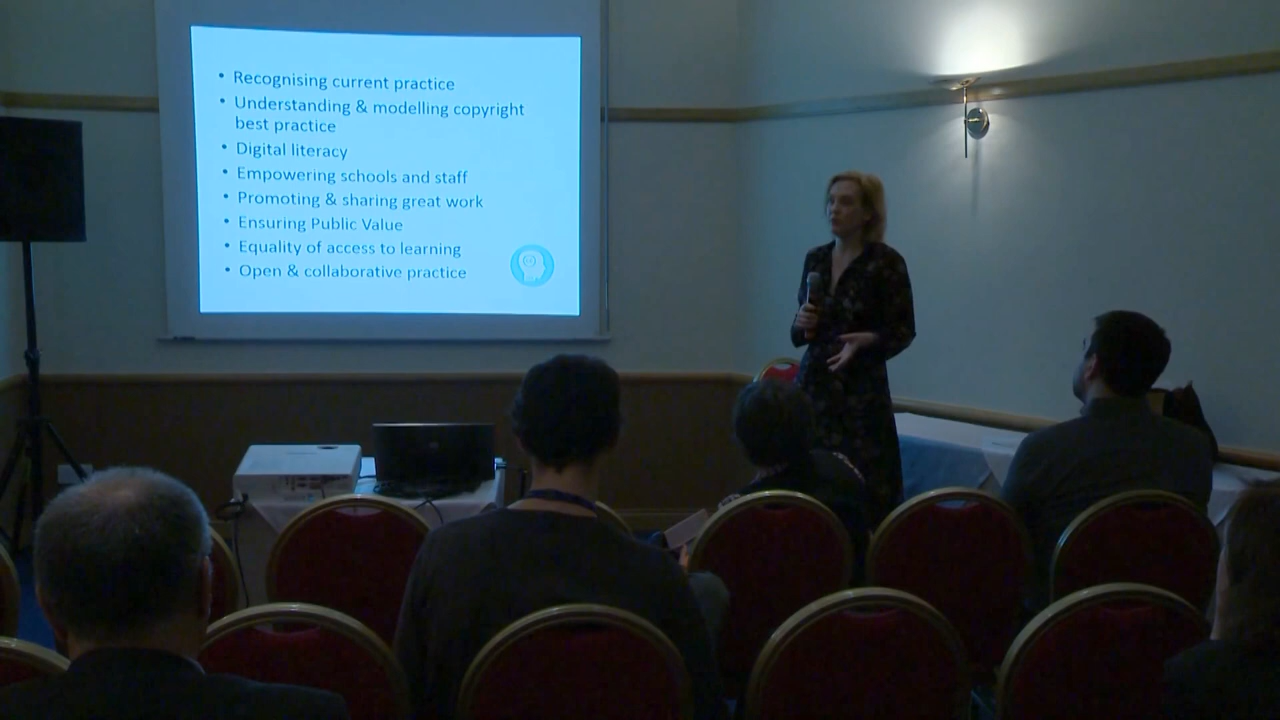 • Recognising current practice
• Understanding & modelling copyright
best practice
• Digital literacy
• Empowering schools and staff
• Promoting & sharing great work
• Ensuring Public Value
• Equality of access to learning
• Open & collaborative practice